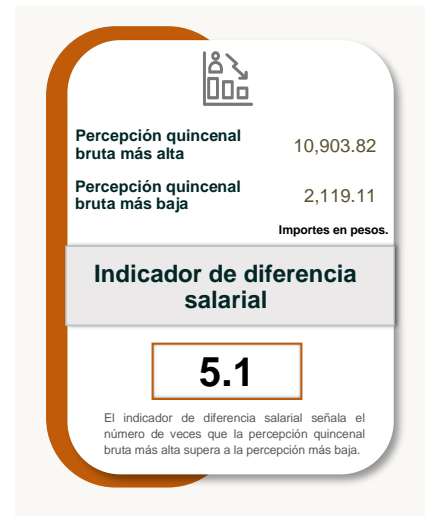 Percepción quincenal
bruta más alta
10,903.82
Percepción quincenal
bruta más baja
2,119.11
Importes en pesos.
Indicador de diferencia
salarial
5.1
El indicador de diferencia salarial señala el
número de veces que la percepción quincenal
bruta más alta supera a la percepción más baja.